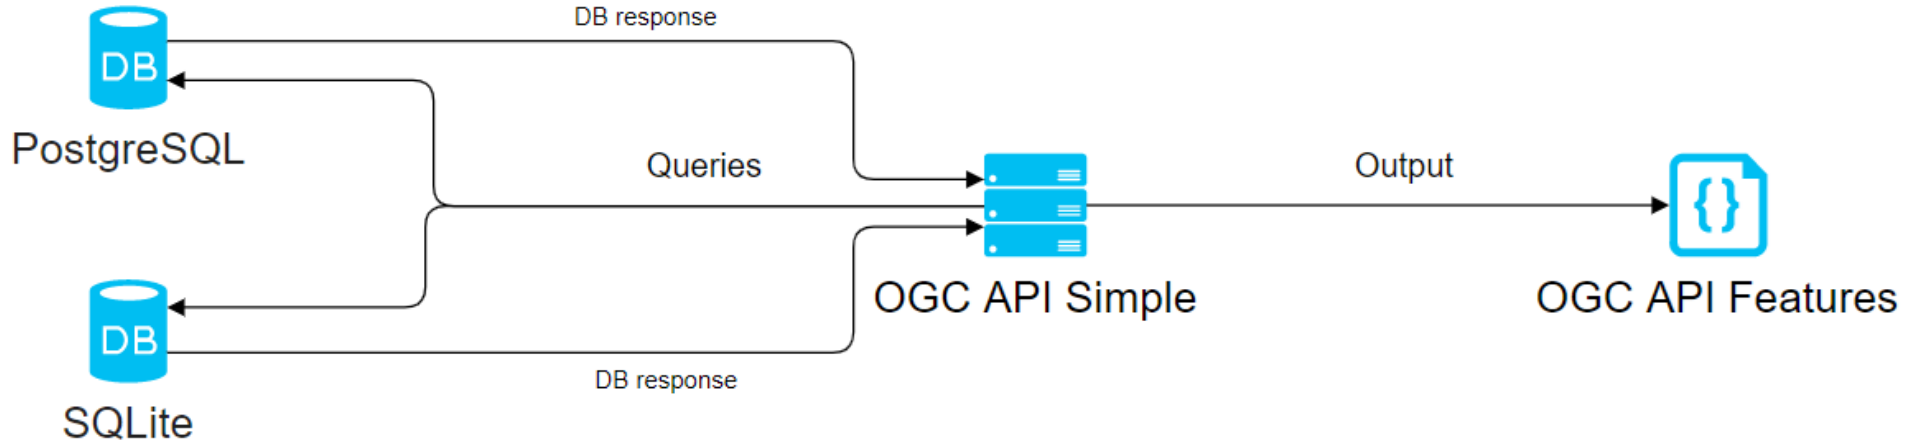 DB response
DB
PostgreSQL
Queries
Output
{}
OGC API Simple
OGC API Features
DB
DB response
SQLite